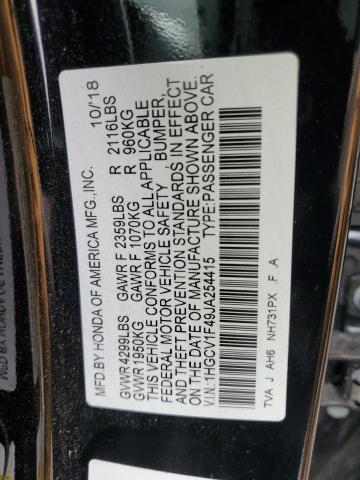 MFD.BY HONDA OF AMERICA MFG.,INC. 10/18
GVWR 4299LBS GAWR F 2359LBS R 2116LBS
GVWR 1950KG GAWR F 1070KG R 960KG
THIS VEHICLE CONFORMS TO ALL APPLICABLE
FEDERAL MOTOR VEHICLE SAFETY BUMPER,
AND THEFT PREVENTION STANDARDS IN EFFECT
ON THE DATE OF MANUFACTURE SHOWN ABOVE.
V.I.N.:1HGCV1F49JA254415 TYPE:PASSENGER CAR
TVA J AH6 NH731PX .F .A